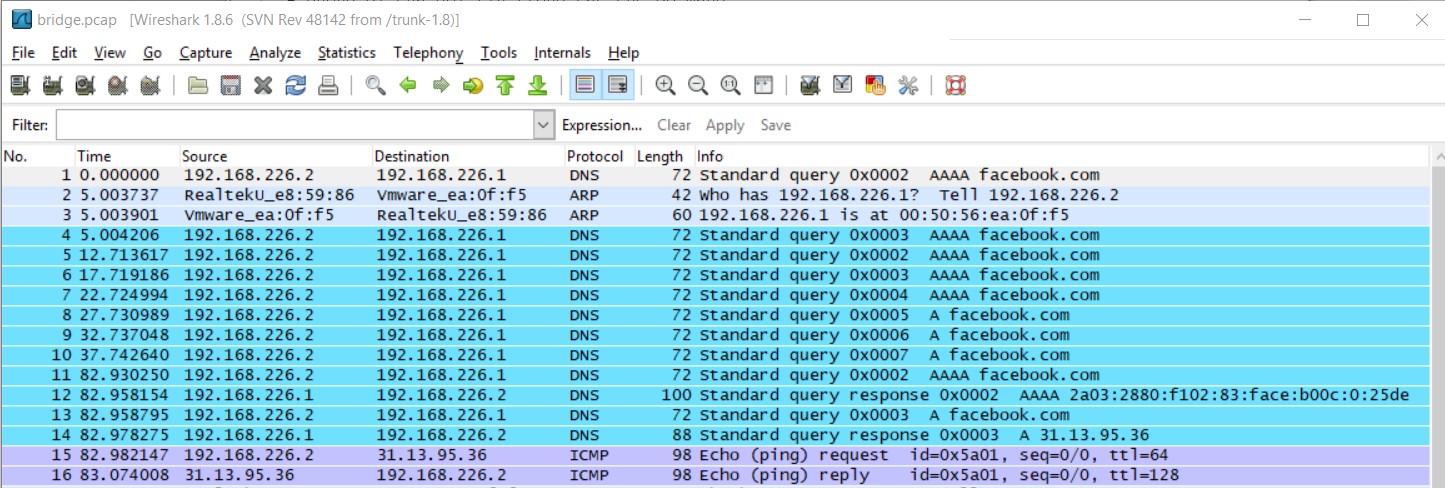 bridge.pcap [Wireshark 1.8.6 (SVN Rev 48142 from /trunk-1.8)]
File Edit View Go Capture Analyze Statistics Telephony Tools Internals Help
Filter: Expression... Clear Apply Save
No. Time Source Destination Protocol Length Info
1 0.000000 192.168.226.2 192.168.226.1 DNS 72 Standard query 0x0002 AAAA facebook.com
2 5.003737 RealtekU_e8:59:86 Vmware_ea:0f:f5 ARP 42 Who has 192.168.226.1? Tell 192.168.226.2
3 5.003901 Vmware_ea:0f:f5 RealtekU_e8:59:86 ARP 60 192.168.226.1 is at 00:50:56:ea:0f:f5
4 5.004206 192.168.226.2 192.168.226.1 DNS 72 Standard query 0x0003 AAAA facebook.com
5 12.713617 192.168.226.2 192.168.226.1 DNS 72 Standard query 0x0002 AAAA facebook.com
6 17.719186 192.168.226.2 192.168.226.1 DNS 72 Standard query 0x0003 AAAA facebook.com
7 22.724994 192.168.226.2 192.168.226.1 DNS 72 Standard query 0x0004 AAAA facebook.com
8 27.730989 192.168.226.2 192.168.226.1 DNS 72 Standard query 0x0005 A facebook.com
9 32.737048 192.168.226.2 192.168.226.1 DNS 72 Standard query 0x0006 A facebook.com
10 37.742640 192.168.226.2 192.168.226.1 DNS 72 Standard query 0x0007 A facebook.com
11 82.930250 192.168.226.2 192.168.226.1 DNS 72 Standard query 0x0002 AAAA facebook.com
12 82.958154 192.168.226.1 192.168.226.2 DNS 100 Standard query response 0x0002 AAAA 2a03:2880:f102:83:face:b00c:0:25de
13 82.958795 192.168.226.2 192.168.226.1 DNS 72 Standard query 0x0003 A facebook.com
14 82.978275 192.168.226.1 192.168.226.2 DNS 88 Standard query response 0x0003 A 31.13.95.36
15 82.982147 192.168.226.2 31.13.95.36 ICMP 98 Echo (ping) request id=0x5a01, seq=0/0, ttl=64
16 83.074008 31.13.95.36 192.168.226.2 ICMP 98 Echo (ping) reply id=0x5a01, seq=0/0, ttl=128